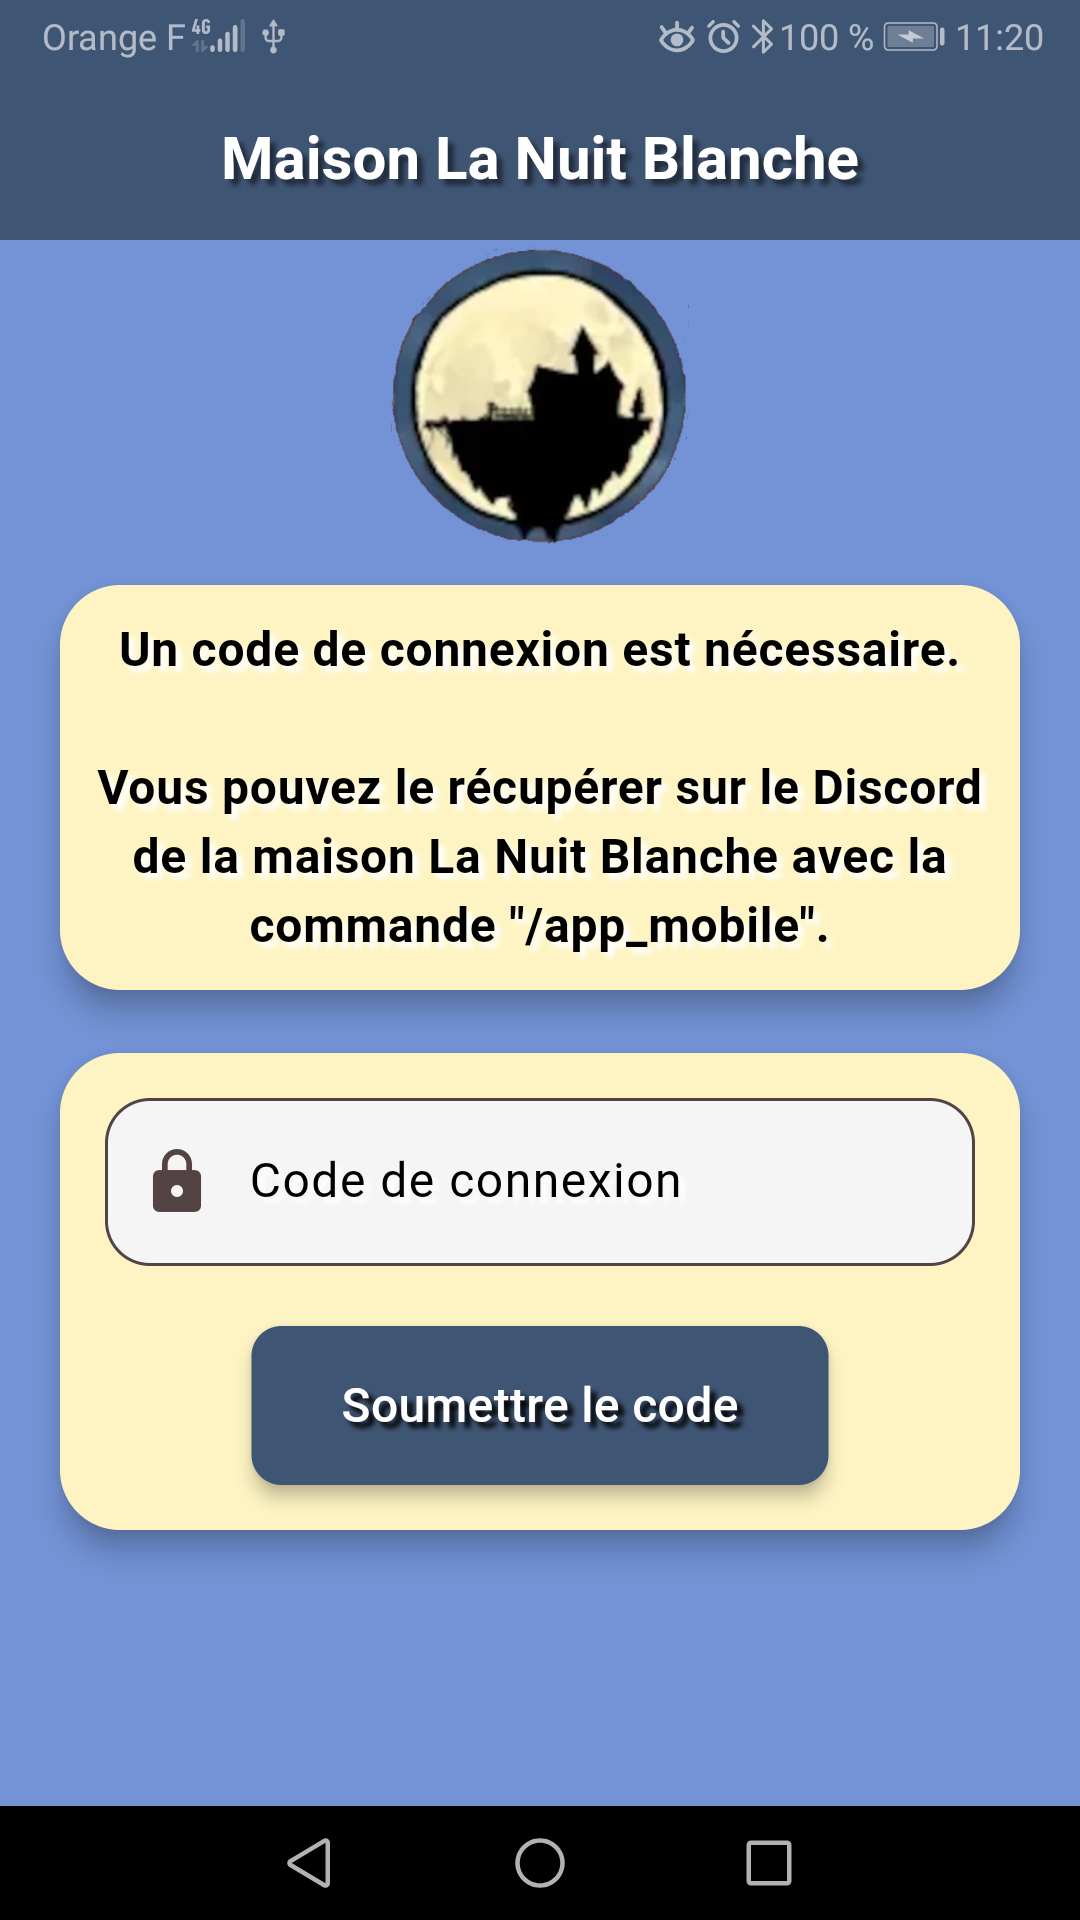 Orange F 4G 100 % 11:20
Maison La Nuit Blanche
Un code de connexion est nécessaire.
Vous pouvez le récupérer sur le Discord
de la maison La Nuit Blanche avec la
commande "/app_mobile".
Code de connexion
Soumettre le code